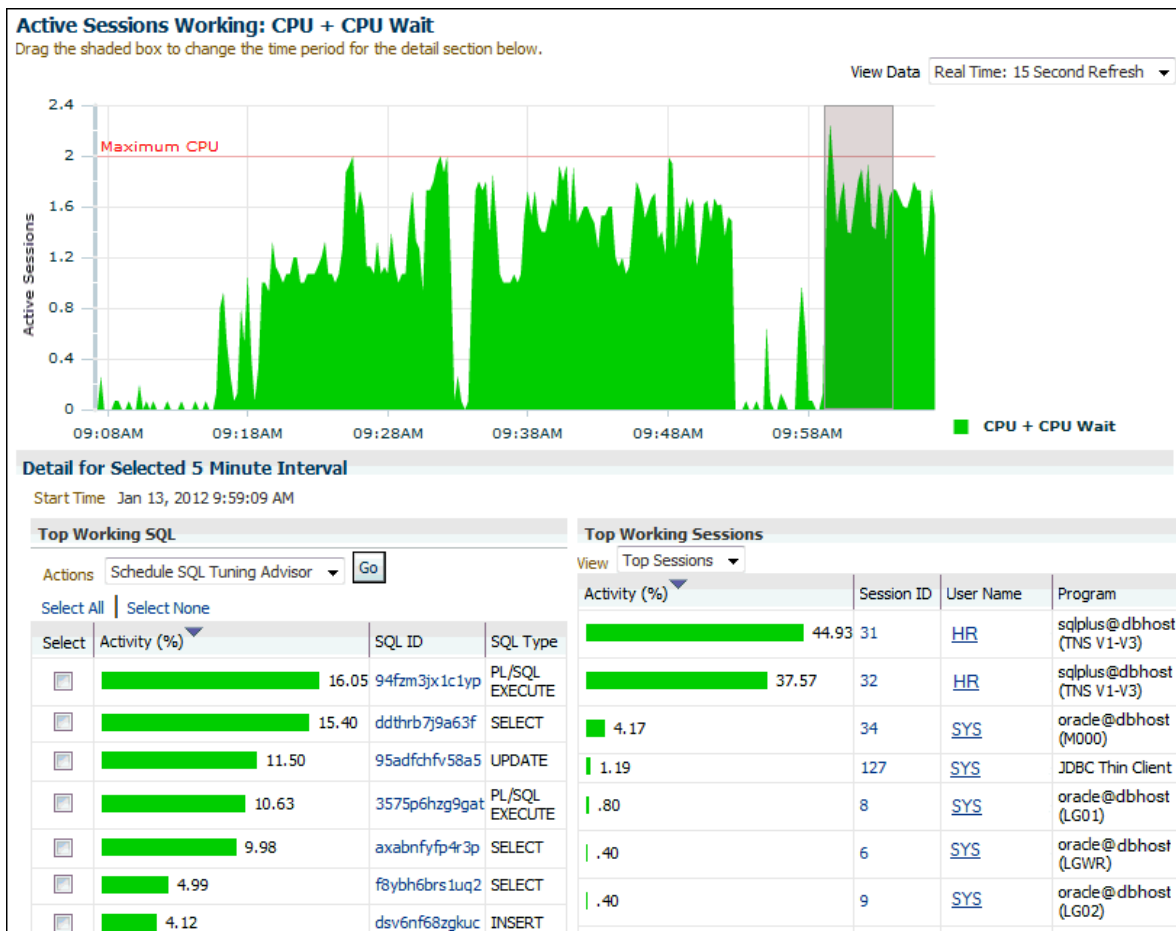 Active Sessions Working: CPU + CPU Wait
Drag the shaded box to change the time period for the detail section below.
View Data Real Time: 15 Second Refresh
2.4
Maximum CPU
2
1.6
1.2
0.8
0.4
0
Active Sessions
09:08AM 09:18AM 09:28AM 09:38AM 09:48AM 09:58AM
CPU + CPU Wait
Detail for Selected 5 Minute Interval
Start Time Jan 13, 2012 9:59:09 AM
Top Working SQL
Actions Schedule SQL Tuning Advisor Go
Select All | Select None
Select Activity (%) SQL ID SQL Type
16.05 94fzm3jx1c1yp PL/SQL EXECUTE
15.40 ddthrb7j9a63f SELECT
11.50 95adfchfv58a5 UPDATE
10.63 3575p6hzg9gat PL/SQL EXECUTE
9.98 axabnfyfp4r3p SELECT
4.99 f8ybh6brs1uq2 SELECT
4.12 dsv6nf68zgkuc INSERT
Top Working Sessions
View Top Sessions
Activity (%) Session ID User Name Program
44.93 31 HR sqlplus@dbhost (TNS V1-V3)
37.57 32 HR sqlplus@dbhost (TNS V1-V3)
4.17 34 SYS oracle@dbhost (M000)
1.19 127 SYS JDBC Thin Client
.80 8 SYS oracle@dbhost (LG01)
.40 6 SYS oracle@dbhost (LGWR)
.40 9 SYS oracle@dbhost (LG02)